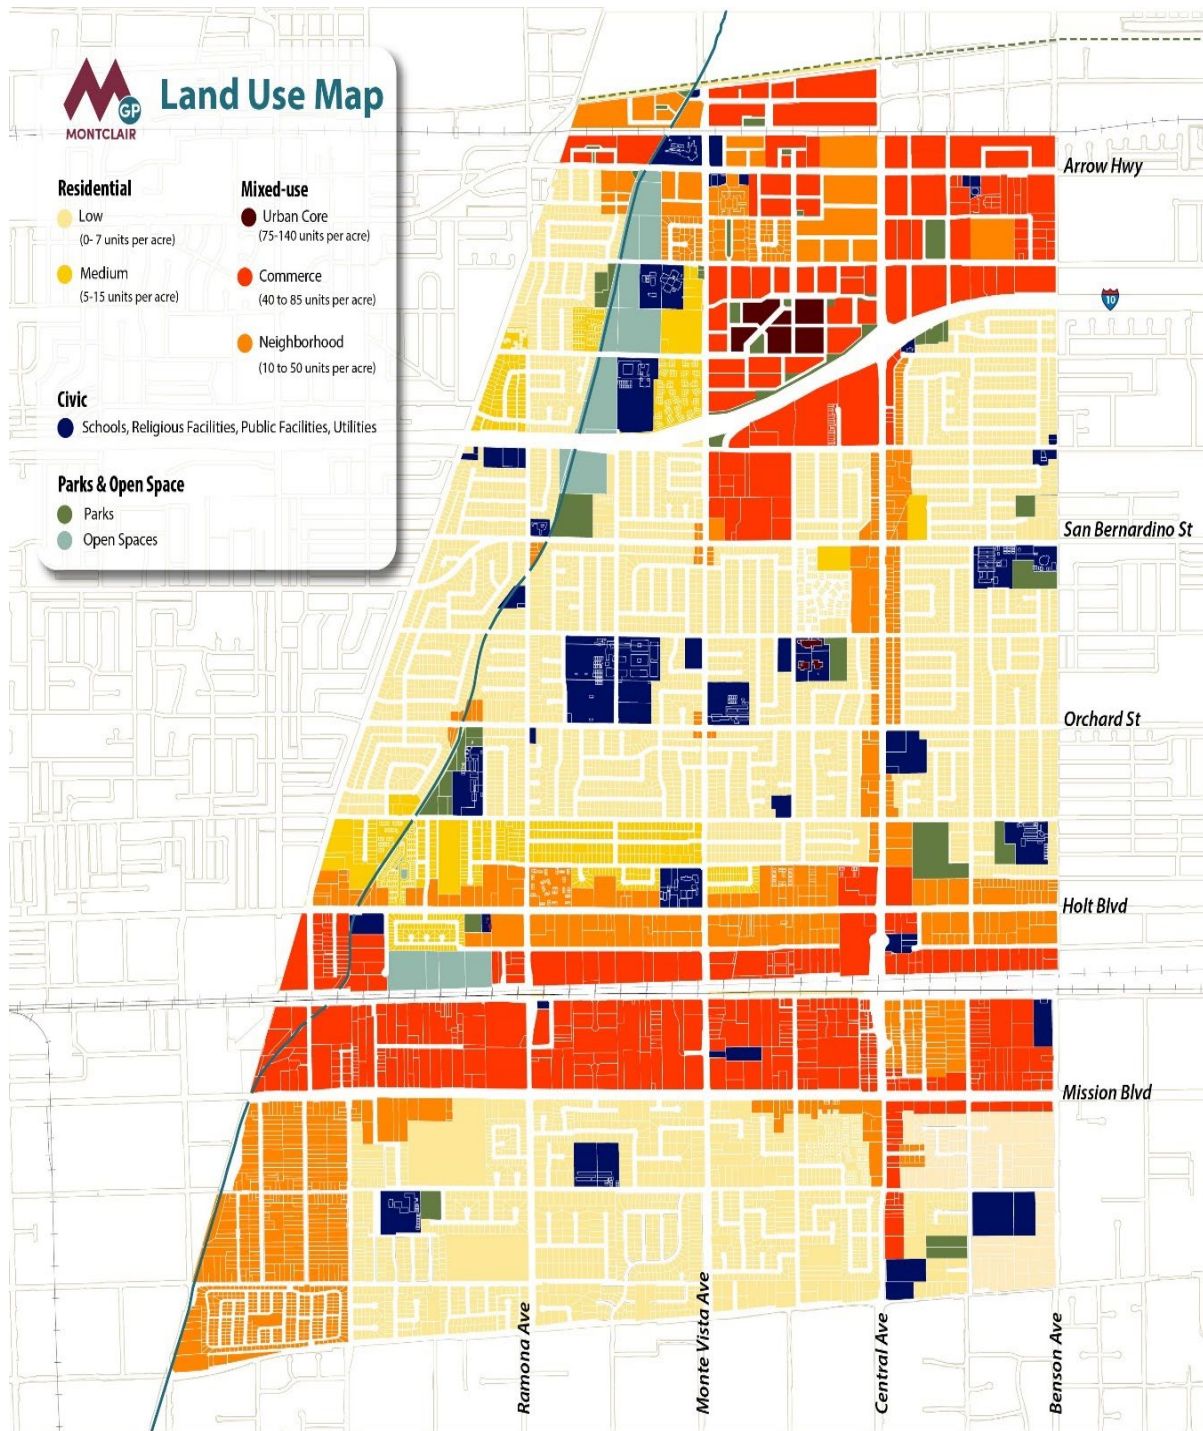 GP
MONTCLAIR
Land Use Map
Residential
Low
(0- 7 units per acre)
Medium
(5-15 units per acre)
Mixed-use
Urban Core
(75-140 units per acre)
Commerce
(40 to 85 units per acre)
Neighborhood
(10 to 50 units per acre)
Civic
Schools, Religious Facilities, Public Facilities, Utilities
Parks & Open Space
Parks
Open Spaces
Arrow Hwy
10
San Bernardino St
Orchard St
Holt Blvd
Mission Blvd
Ramona Ave
Monte Vista Ave
Central Ave
Benson Ave